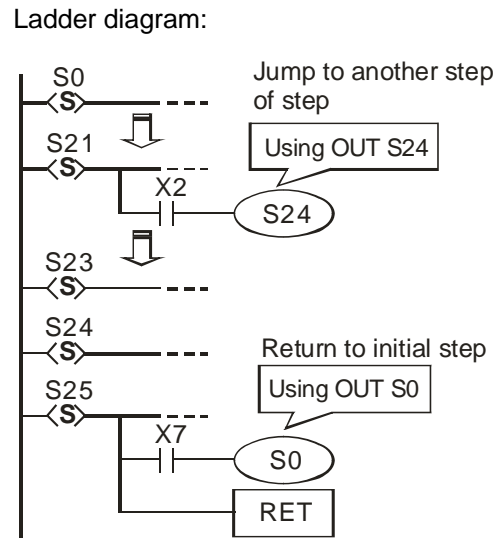 Ladder diagram:
S0
S
Jump to another step
of step
S21
S
Using OUT S24
X2
S24
S23
S
S24
S
Return to initial step
S25
S
Using OUT S0
X7
S0
RET